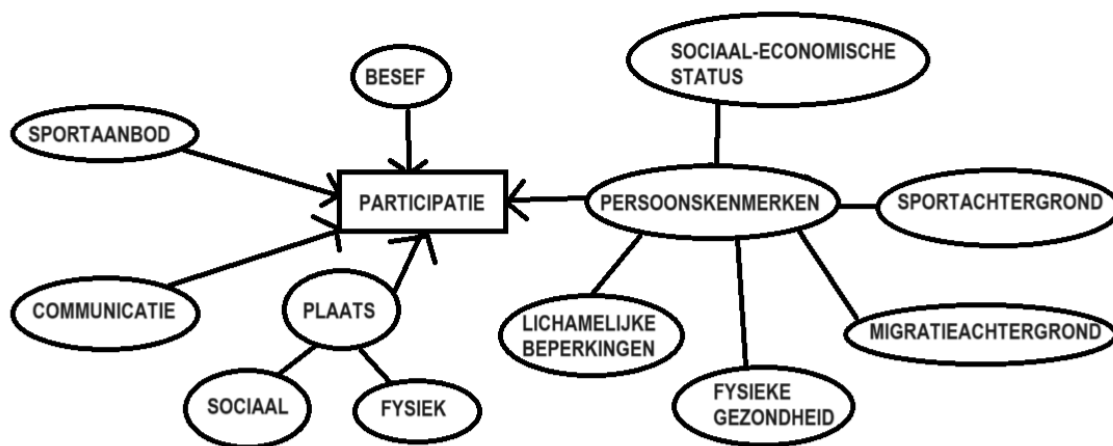 SOCIAAL-ECONOMISCHE
STATUS
BESEF
SPORTAANBOD
PARTICIPATIE
PERSOONSKENMERKEN
SPORTACHTERGROND
COMMUNICATIE
PLAATS
LICHAMELIJKE
BEPERKINGEN
MIGRATIEACHTERGROND
SOCIAAL
FYSIEK
FYSIEKE
GEZONDHEID